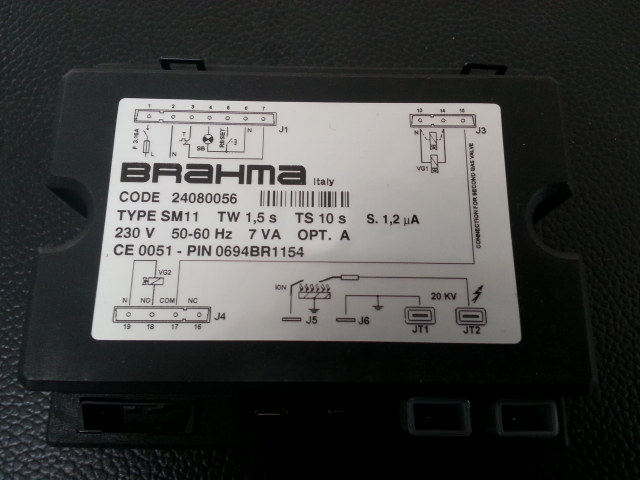 1 2 3 4 5 6 7
J1
F 3,15A
L
N
SB
RESET
13 14 15
J3
N
VG1
CONNECTION FOR SECOND GAS VALVE
BRAHMA Italy
CODE 24080056
TYPE SM11 TW 1,5 s TS 10 s S. 1,2 µA
230 V 50-60 Hz 7 VA OPT. A
CE 0051 - PIN 0694BR1154
VG2
N NO COM NC
19 18 17 16
J4
ION
20 KV
J5
J6
JT1
JT2